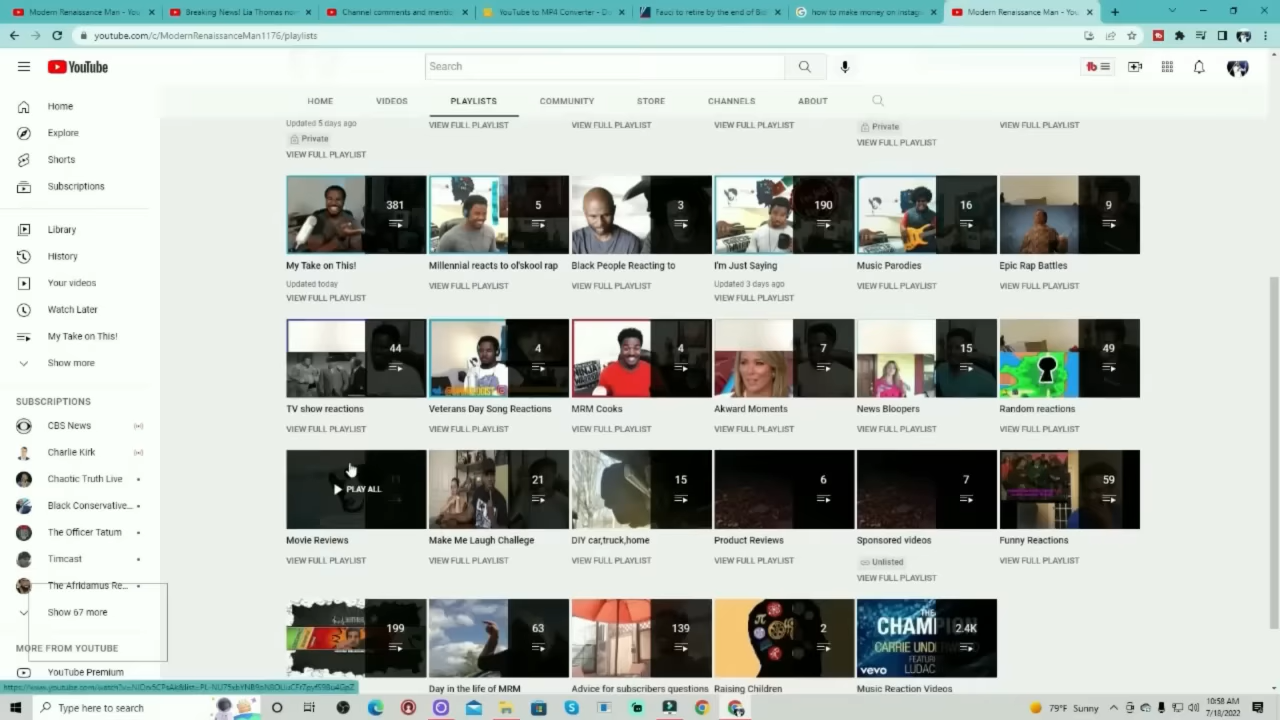 Modern Renaissance Man - You
Breaking News! Lia Thomas nom
Channel comments and mentic
YouTube to MP4 Converter - Dv
Fauci to retire by the end of Bi
how to make money on instagr
Modern Renaissance Man - You
youtube.com/c/ModernRenaissanceMan1176/playlists
YouTube
Search
HOME
VIDEOS
PLAYLISTS
COMMUNITY
STORE
CHANNELS
ABOUT
Home
Explore
Shorts
Subscriptions
Library
History
Your videos
Watch Later
My Take on This!
Show more
SUBSCRIPTIONS
CBS News
Charlie Kirk
Chaotic Truth Live
Black Conservative...
The Officer Tatum
Timcast
The Afridamus Re...
Show 67 more
MORE FROM YOUTUBE
YouTube Premium
Updated 5 days ago
Private
VIEW FULL PLAYLIST
VIEW FULL PLAYLIST
VIEW FULL PLAYLIST
VIEW FULL PLAYLIST
Private
VIEW FULL PLAYLIST
VIEW FULL PLAYLIST
381
My Take on This!
Updated today
VIEW FULL PLAYLIST
5
Millennial reacts to ol'skool rap
VIEW FULL PLAYLIST
3
Black People Reacting to
VIEW FULL PLAYLIST
190
I'm Just Saying
Updated 3 days ago
VIEW FULL PLAYLIST
16
Music Parodies
VIEW FULL PLAYLIST
9
Epic Rap Battles
VIEW FULL PLAYLIST
44
TV show reactions
VIEW FULL PLAYLIST
4
Veterans Day Song Reactions
VIEW FULL PLAYLIST
4
MRM Cooks
VIEW FULL PLAYLIST
7
Akward Moments
VIEW FULL PLAYLIST
15
News Bloopers
VIEW FULL PLAYLIST
49
Random reactions
VIEW FULL PLAYLIST
PLAY ALL
Movie Reviews
VIEW FULL PLAYLIST
21
Make Me Laugh Challege
VIEW FULL PLAYLIST
15
DIY car,truck,home
VIEW FULL PLAYLIST
6
Product Reviews
VIEW FULL PLAYLIST
7
Sponsored videos
Unlisted
VIEW FULL PLAYLIST
59
Funny Reactions
VIEW FULL PLAYLIST
199
63
Day in the life of MRM
139
Advice for subscribers questions
2
Raising Children
THE
CHAMPION
CARRIE UNDERW
FEATURI
LUDAC
vevo
2.4K
Music Reaction Videos
Type here to search
79°F Sunny
10:58 AM
7/18/2022